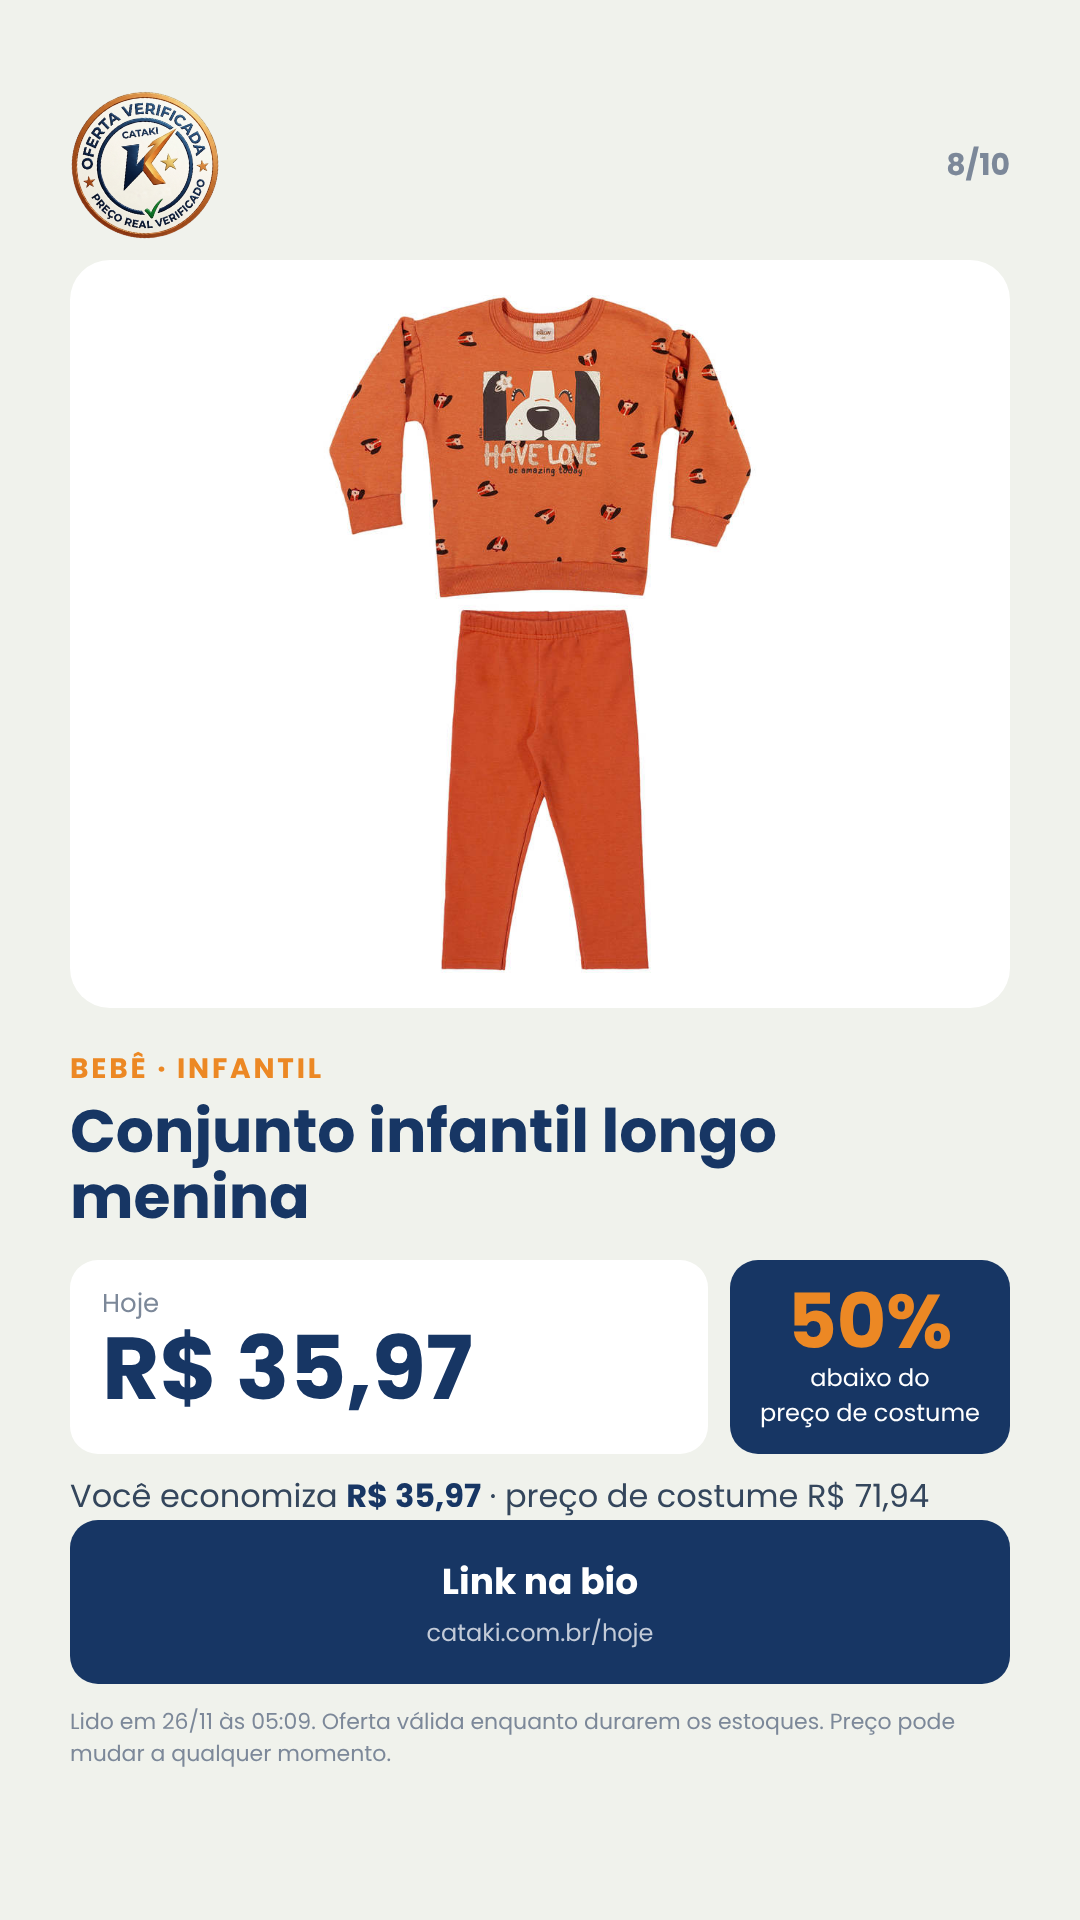 OFERTA VERIFICADA
CATAKI
K
PREÇO REAL VERIFICADO
8/10
elian
HAVE LOVE
be amazing today
BEBÊ · INFANTIL
Conjunto infantil longo
menina
Hoje
R$ 35,97
50%
abaixo do
preço de costume
Você economiza R$ 35,97 · preço de costume R$ 71,94
Link na bio
cataki.com.br/hoje
Lido em 26/11 às 05:09. Oferta válida enquanto durarem os estoques. Preço pode
mudar a qualquer momento.